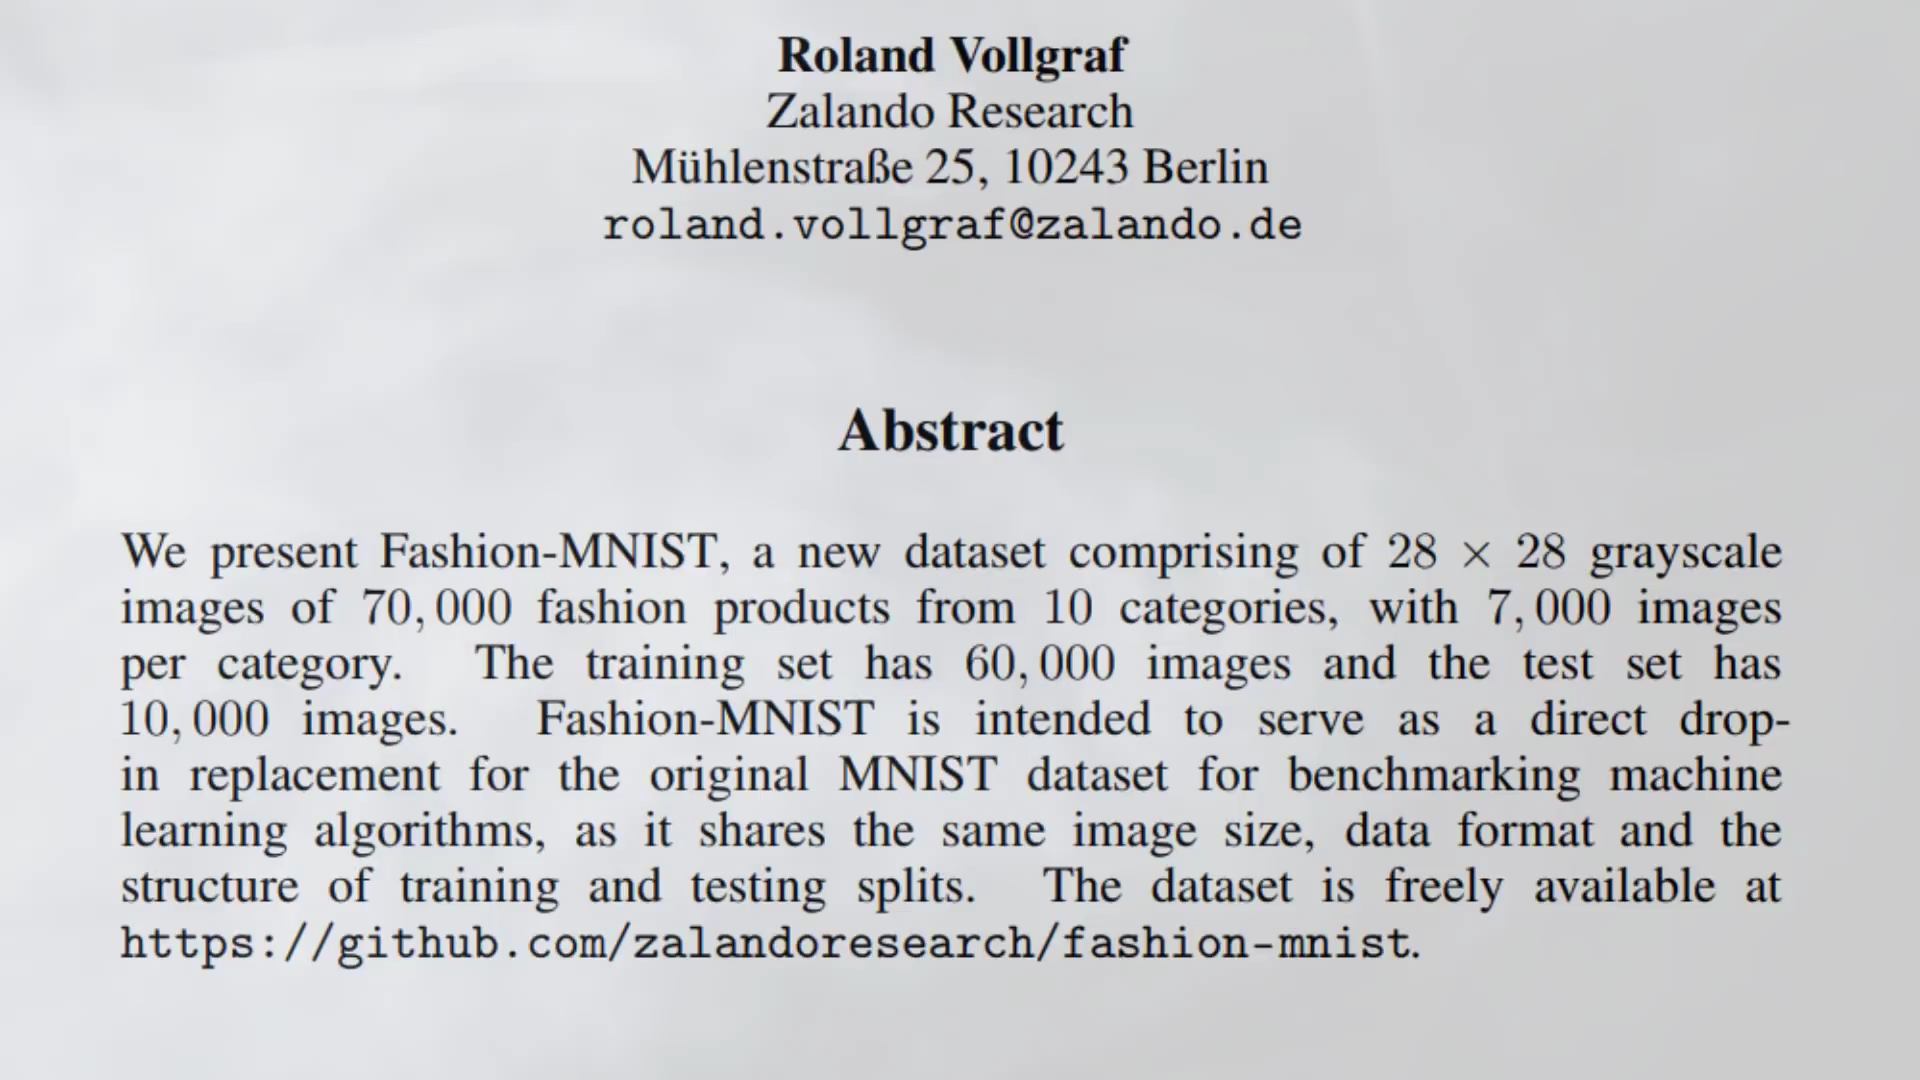 Roland Vollgraf
Zalando Research
Mühlenstraße 25, 10243 Berlin
roland.vollgraf@zalando.de
Abstract
We present Fashion-MNIST, a new dataset comprising of 28 × 28 grayscale
images of 70, 000 fashion products from 10 categories, with 7, 000 images
per category. The training set has 60, 000 images and the test set has
10, 000 images. Fashion-MNIST is intended to serve as a direct drop-
in replacement for the original MNIST dataset for benchmarking machine
learning algorithms, as it shares the same image size, data format and the
structure of training and testing splits. The dataset is freely available at
https://github.com/zalandoresearch/fashion-mnist.